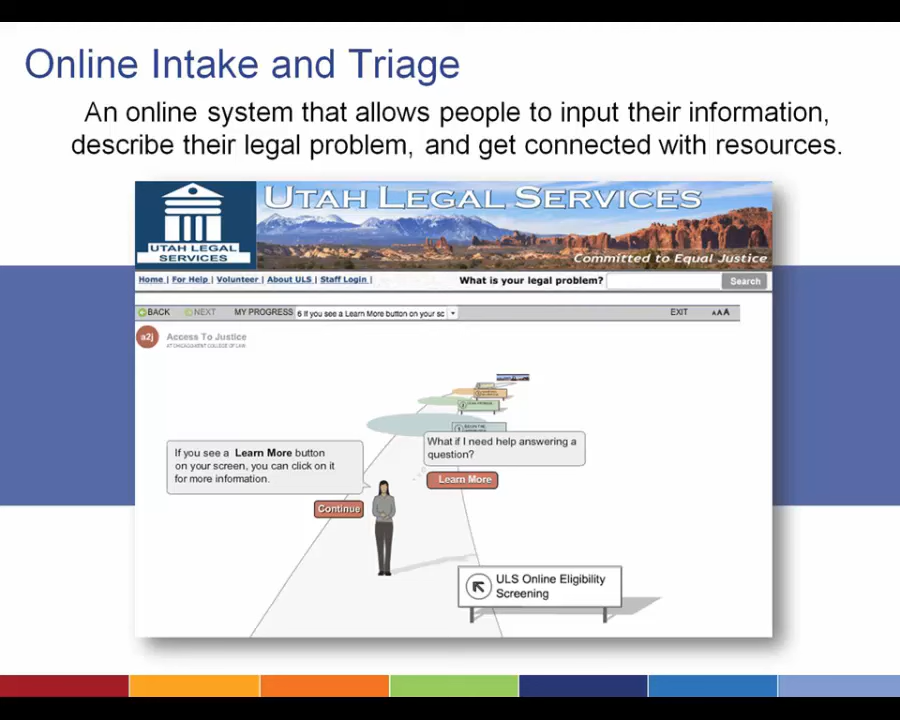 Online Intake and Triage
An online system that allows people to input their information,
describe their legal problem, and get connected with resources.
UTAH LEGAL SERVICES
UTAH LEGAL
SERVICES
Committed to Equal Justice
Home | For Help | Volunteer | About ULS | Staff Login |
What is your legal problem?
Search
BACK
NEXT
MY PROGRESS
6 If you see a Learn More button on your sc
EXIT
AAA
a2j
Access To Justice
If you see a Learn More button
on your screen, you can click on it
for more information.
Continue
What if I need help answering a
question?
Learn More
ULS Online Eligibility
Screening